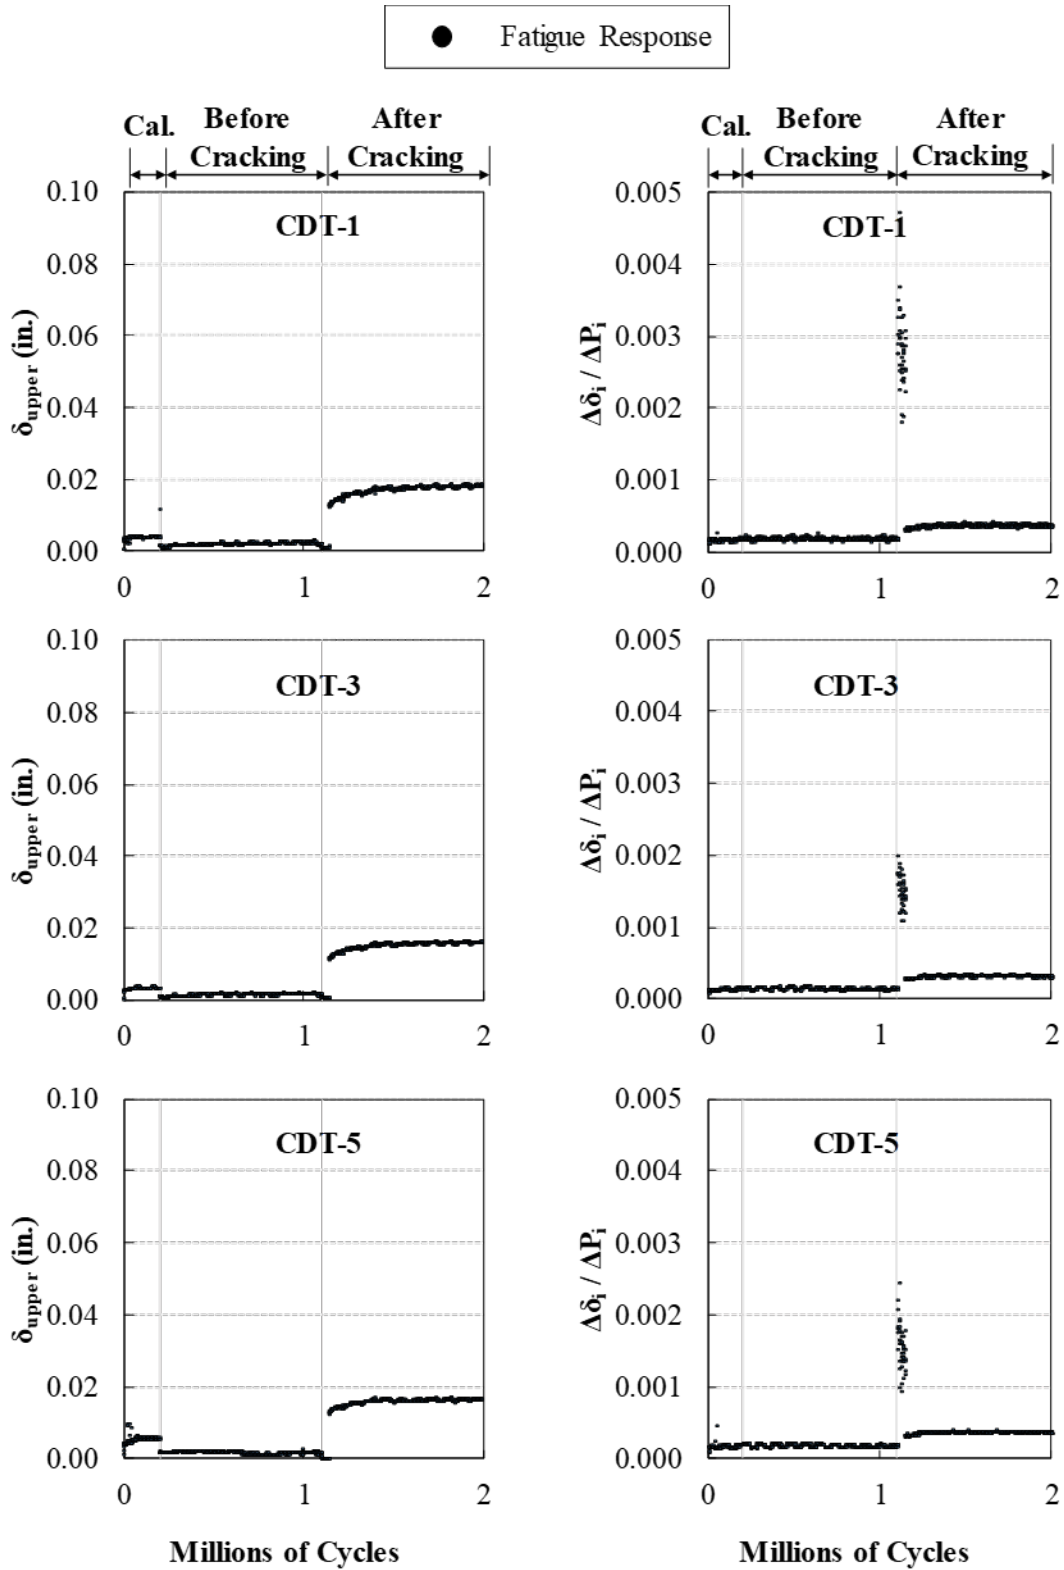 Fatigue Response
Cal. Before Cracking After Cracking
Cal. Before Cracking After Cracking
CDT-1
δupper (in.)
0.10
0.08
0.06
0.04
0.02
0.00
0 1 2
CDT-1
Δδi / ΔPi
0.005
0.004
0.003
0.002
0.001
0.000
0 1 2
CDT-3
δupper (in.)
0.10
0.08
0.06
0.04
0.02
0.00
0 1 2
CDT-3
Δδi / ΔPi
0.005
0.004
0.003
0.002
0.001
0.000
0 1 2
CDT-5
δupper (in.)
0.10
0.08
0.06
0.04
0.02
0.00
0 1 2
Millions of Cycles
CDT-5
Δδi / ΔPi
0.005
0.004
0.003
0.002
0.001
0.000
0 1 2
Millions of Cycles